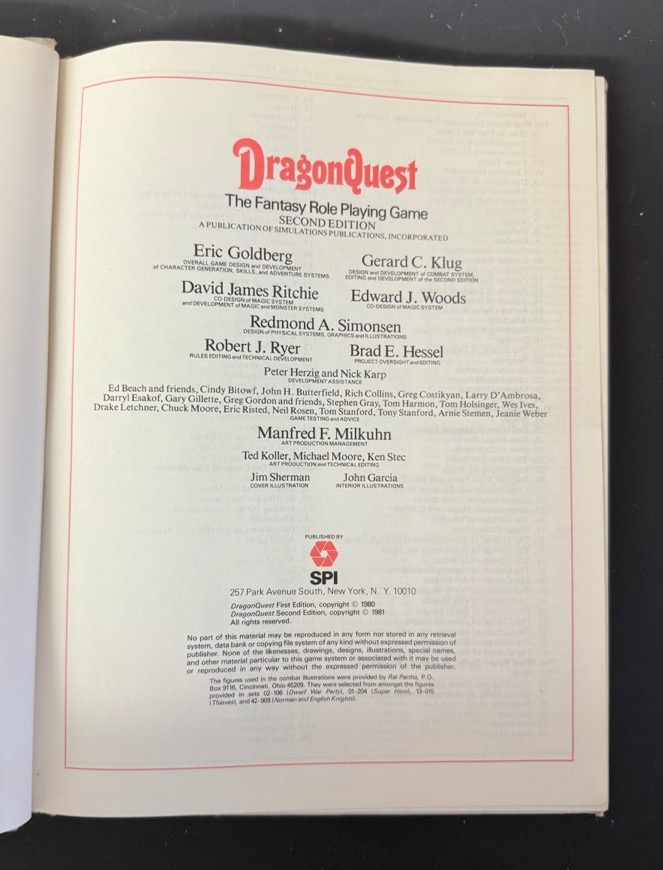 DragonQuest
The Fantasy Role Playing Game
SECOND EDITION
A PUBLICATION OF SIMULATIONS PUBLICATIONS, INCORPORATED
Eric Goldberg
OVERALL GAME DESIGN and DEVELOPMENT
of CHARACTER GENERATION, SKILLS, and ADVENTURE SYSTEMS
Gerard C. Klug
DESIGN and DEVELOPMENT of COMBAT SYSTEM,
EDITING and DEVELOPMENT of the SECOND EDITION
David James Ritchie
CO-DESIGN of MAGIC SYSTEM
and DEVELOPMENT of MAGIC and MONSTER SYSTEMS
Edward J. Woods
CO-DESIGN of MAGIC SYSTEM
Redmond A. Simonsen
DESIGN of PHYSICAL SYSTEMS, GRAPHICS and ILLUSTRATIONS
Robert J. Ryer
RULES EDITING and TECHNICAL DEVELOPMENT
Brad E. Hessel
PROJECT OVERSIGHT and EDITING
Peter Herzig and Nick Karp
DEVELOPMENT ASSISTANCE
Ed Beach and friends, Cindy Bitowf, John H. Butterfield, Rich Collins, Greg Costikyan, Larry D'Ambrosa,
Darryl Esakof, Gary Gillette, Greg Gordon and friends, Stephen Gray, Tom Harmon, Tom Holsinger, Wes Ives,
Drake Letchner, Chuck Moore, Eric Risted, Neil Rosen, Tom Stanford, Tony Stanford, Arnie Stemen, Jeanie Weber
GAME TESTING and ADVICE
Manfred F. Milkuhn
ART PRODUCTION MANAGEMENT
Ted Koller, Michael Moore, Ken Stec
ART PRODUCTION and TECHNICAL EDITING
Jim Sherman
COVER ILLUSTRATION
John Garcia
INTERIOR ILLUSTRATIONS
PUBLISHED BY
SPI
257 Park Avenue South, New York, N. Y. 10010
DragonQuest First Edition, copyright © 1980
DragonQuest Second Edition, copyright © 1981
All rights reserved.
No part of this material may be reproduced in any form nor stored in any retrieval
system, data bank or copying file system of any kind without expressed permission of
publisher. None of the likenesses, drawings, designs, illustrations, special names,
and other material particular to this game system or associated with it may be used
or reproduced in any way without the expressed permission of the publisher.
The figures used in the combat illustrations were provided by Ral Partha, P.O.
Box 9116, Cincinnati, Ohio 45209. They were selected from amongst the figures
provided in sets 02-106 (Dwarf War Party), 01-204 (Super Hero), 13-015
(Thieves), and 42-909 (Norman and English Knights).